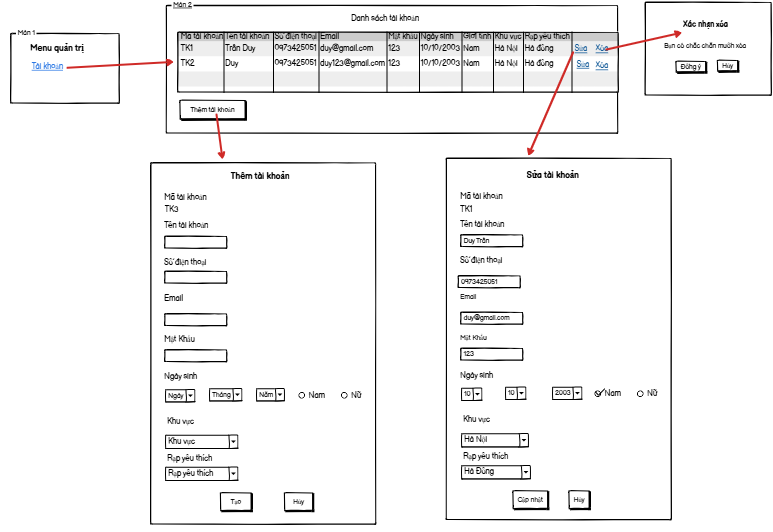 Màn 1
Menu quản trị
Tài khoản
Màn 2
Danh sách tài khoản
Mã tài khoản Tên tài khoản Số điện thoại Email Mật khẩu Ngày sinh Giới tính Khu vực Rạp yêu thích
TK1 Trần Duy 0973425051 duy@gmail.com 123 10/10/2003 Nam Hà Nội Hà đông Sửa Xóa
TK2 Duy 0973425051 duy123@gmail.com 123 10/10/2003 Nam Hà Nội Hà đông Sửa Xóa
Thêm tài khoản
Xác nhận xóa
Bạn có chắc chắn muốn xóa
Đồng ý Hủy
Thêm tài khoản
Mã tài khoản
TK3
Tên tài khoản
Số điện thoại
Email
Mật Khẩu
Ngày sinh
Ngày Tháng Năm Nam Nữ
Khu vực
Khu vực
Rạp yêu thích
Rạp yêu thích
Tạo Hủy
Sửa tài khoản
Mã tài khoản
TK1
Tên tài khoản
Duy Trần
Số điện thoại
0973425051
Email
duy@gmail.com
Mật Khẩu
123
Ngày sinh
10 10 2003 Nam Nữ
Khu vực
Hà Nội
Rạp yêu thích
Hà Đông
Cập nhật Hủy